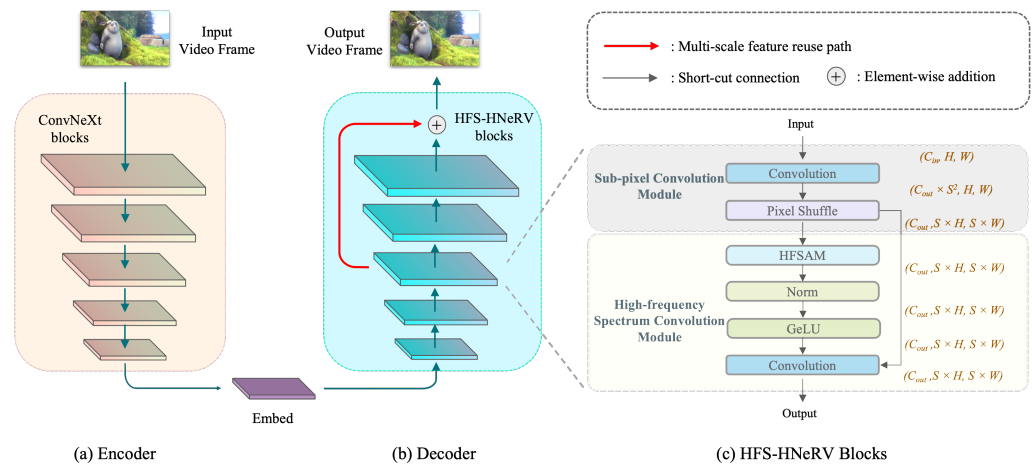 Input
Video Frame
Output
Video Frame
: Multi-scale feature reuse path
: Short-cut connection
+ : Element-wise addition
ConvNeXt
blocks
+
HFS-HNeRV
blocks
Embed
Input
Sub-pixel Convolution
Module
Convolution
Pixel Shuffle
(C_in, H, W)
(C_out × S², H, W)
(C_out ,S × H, S × W)
High-frequency
Spectrum Convolution
Module
HFSAM
Norm
GeLU
Convolution
(C_out ,S × H, S × W)
(C_out ,S × H, S × W)
(C_out ,S × H, S × W)
(C_out ,S × H, S × W)
Output
(a) Encoder
(b) Decoder
(c) HFS-HNeRV Blocks